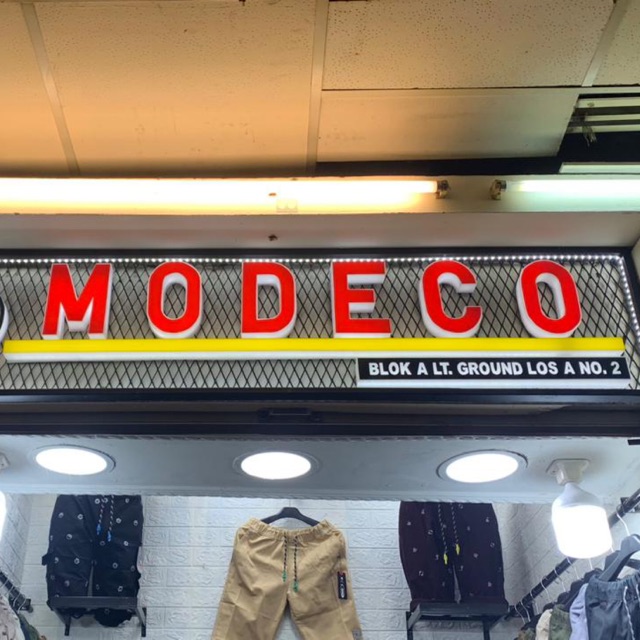 MODECO
BLOK A LT. GROUND LOS A NO. 2